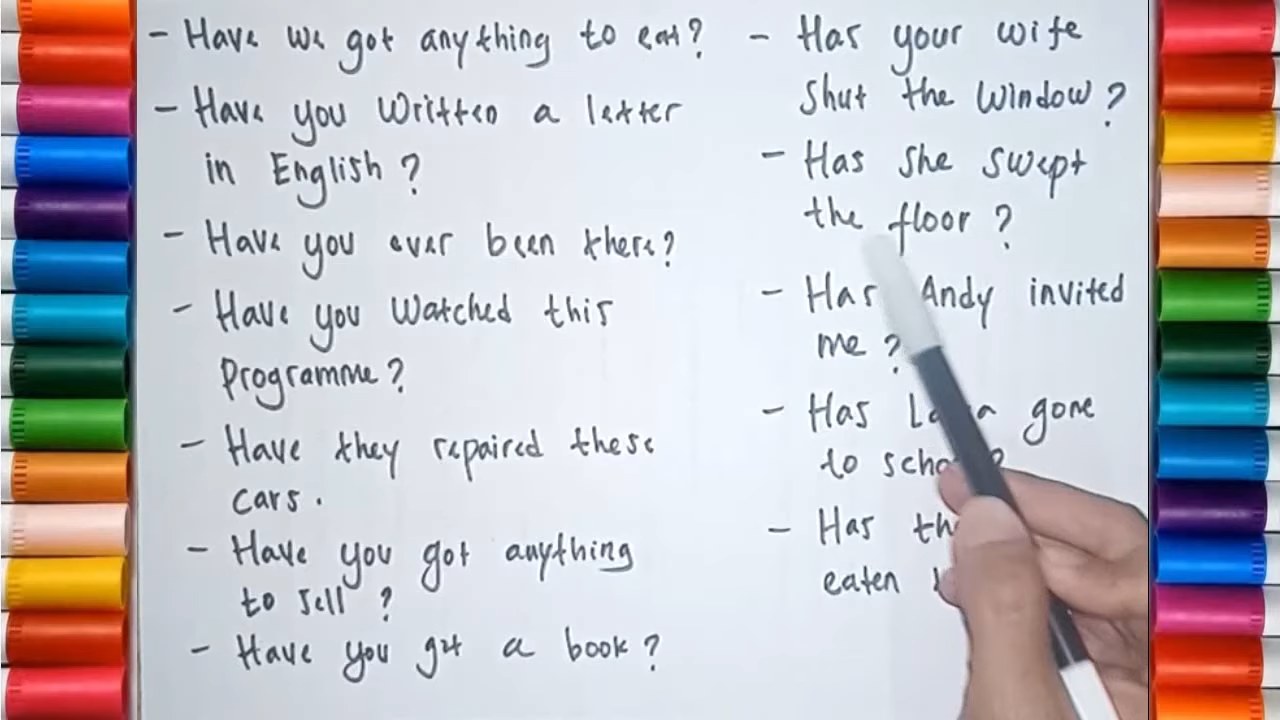 - Have we got anything to eat?
- Have you written a letter
in English?
- Have you ever been there?
- Have you watched this
Programme?
- Have they repaired these
cars.
- Have you got anything
to sell?
- Have you got a book?
- Has your wife
shut the window?
- Has she swept
the floor?
- Has Andy invited
me?
- Has gone
to
- Has
eaten